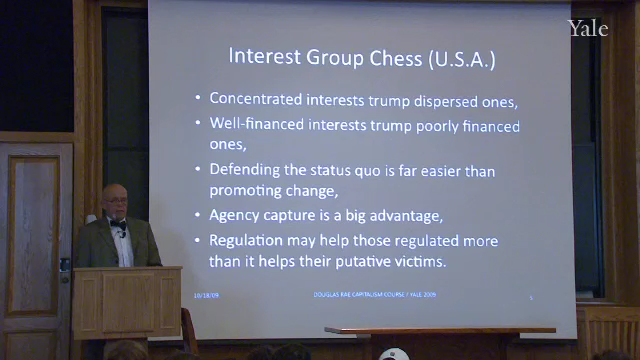 Yale
Interest Group Chess (U.S.A.)
• Concentrated interests trump dispersed ones,
• Well-financed interests trump poorly financed
ones,
• Defending the status quo is far easier than
promoting change,
• Agency capture is a big advantage,
• Regulation may help those regulated more
than it helps their putative victims.
DOUGLAS RAE CAPITALISM COURSE / YALE 2009